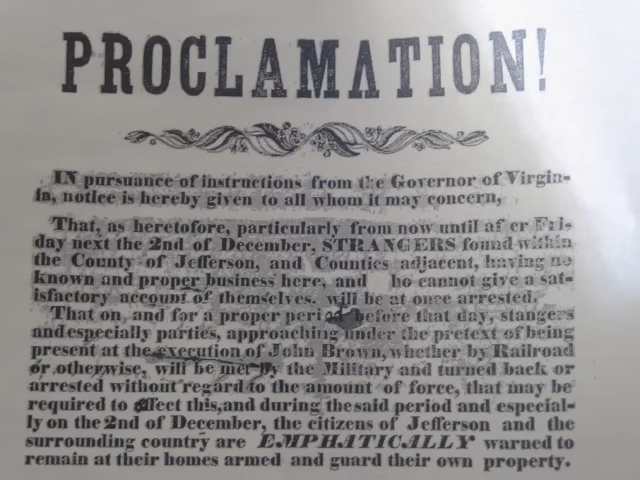 PROCLAMATION!
IN pursuance of instructions from the Governor of Virgin-
ia, notice is hereby given to all whom it may concern,
That, as heretofore, particularly from now until af er Fri-
day next the 2nd of December, STRANGERS found within
the County of Jefferson, and Counties adjacent, having no
known and proper business here, and ho cannot give a sat-
isfactory account of themselves, will be at once arrested.
That on, and for a proper period before that day, stangers
and especially parties, approaching under the pretext of being
present at the execution of John Brown, whether by Railroad
or otherwise, will be met by the Military and turned back or
arrested without regard to the amount of force, that may be
required to affect this, and during the said period and especial-
ly on the 2nd of December, the citizens of Jefferson and the
surrounding country are EMPHATICALLY warned to
remain at their homes armed and guard their own property.